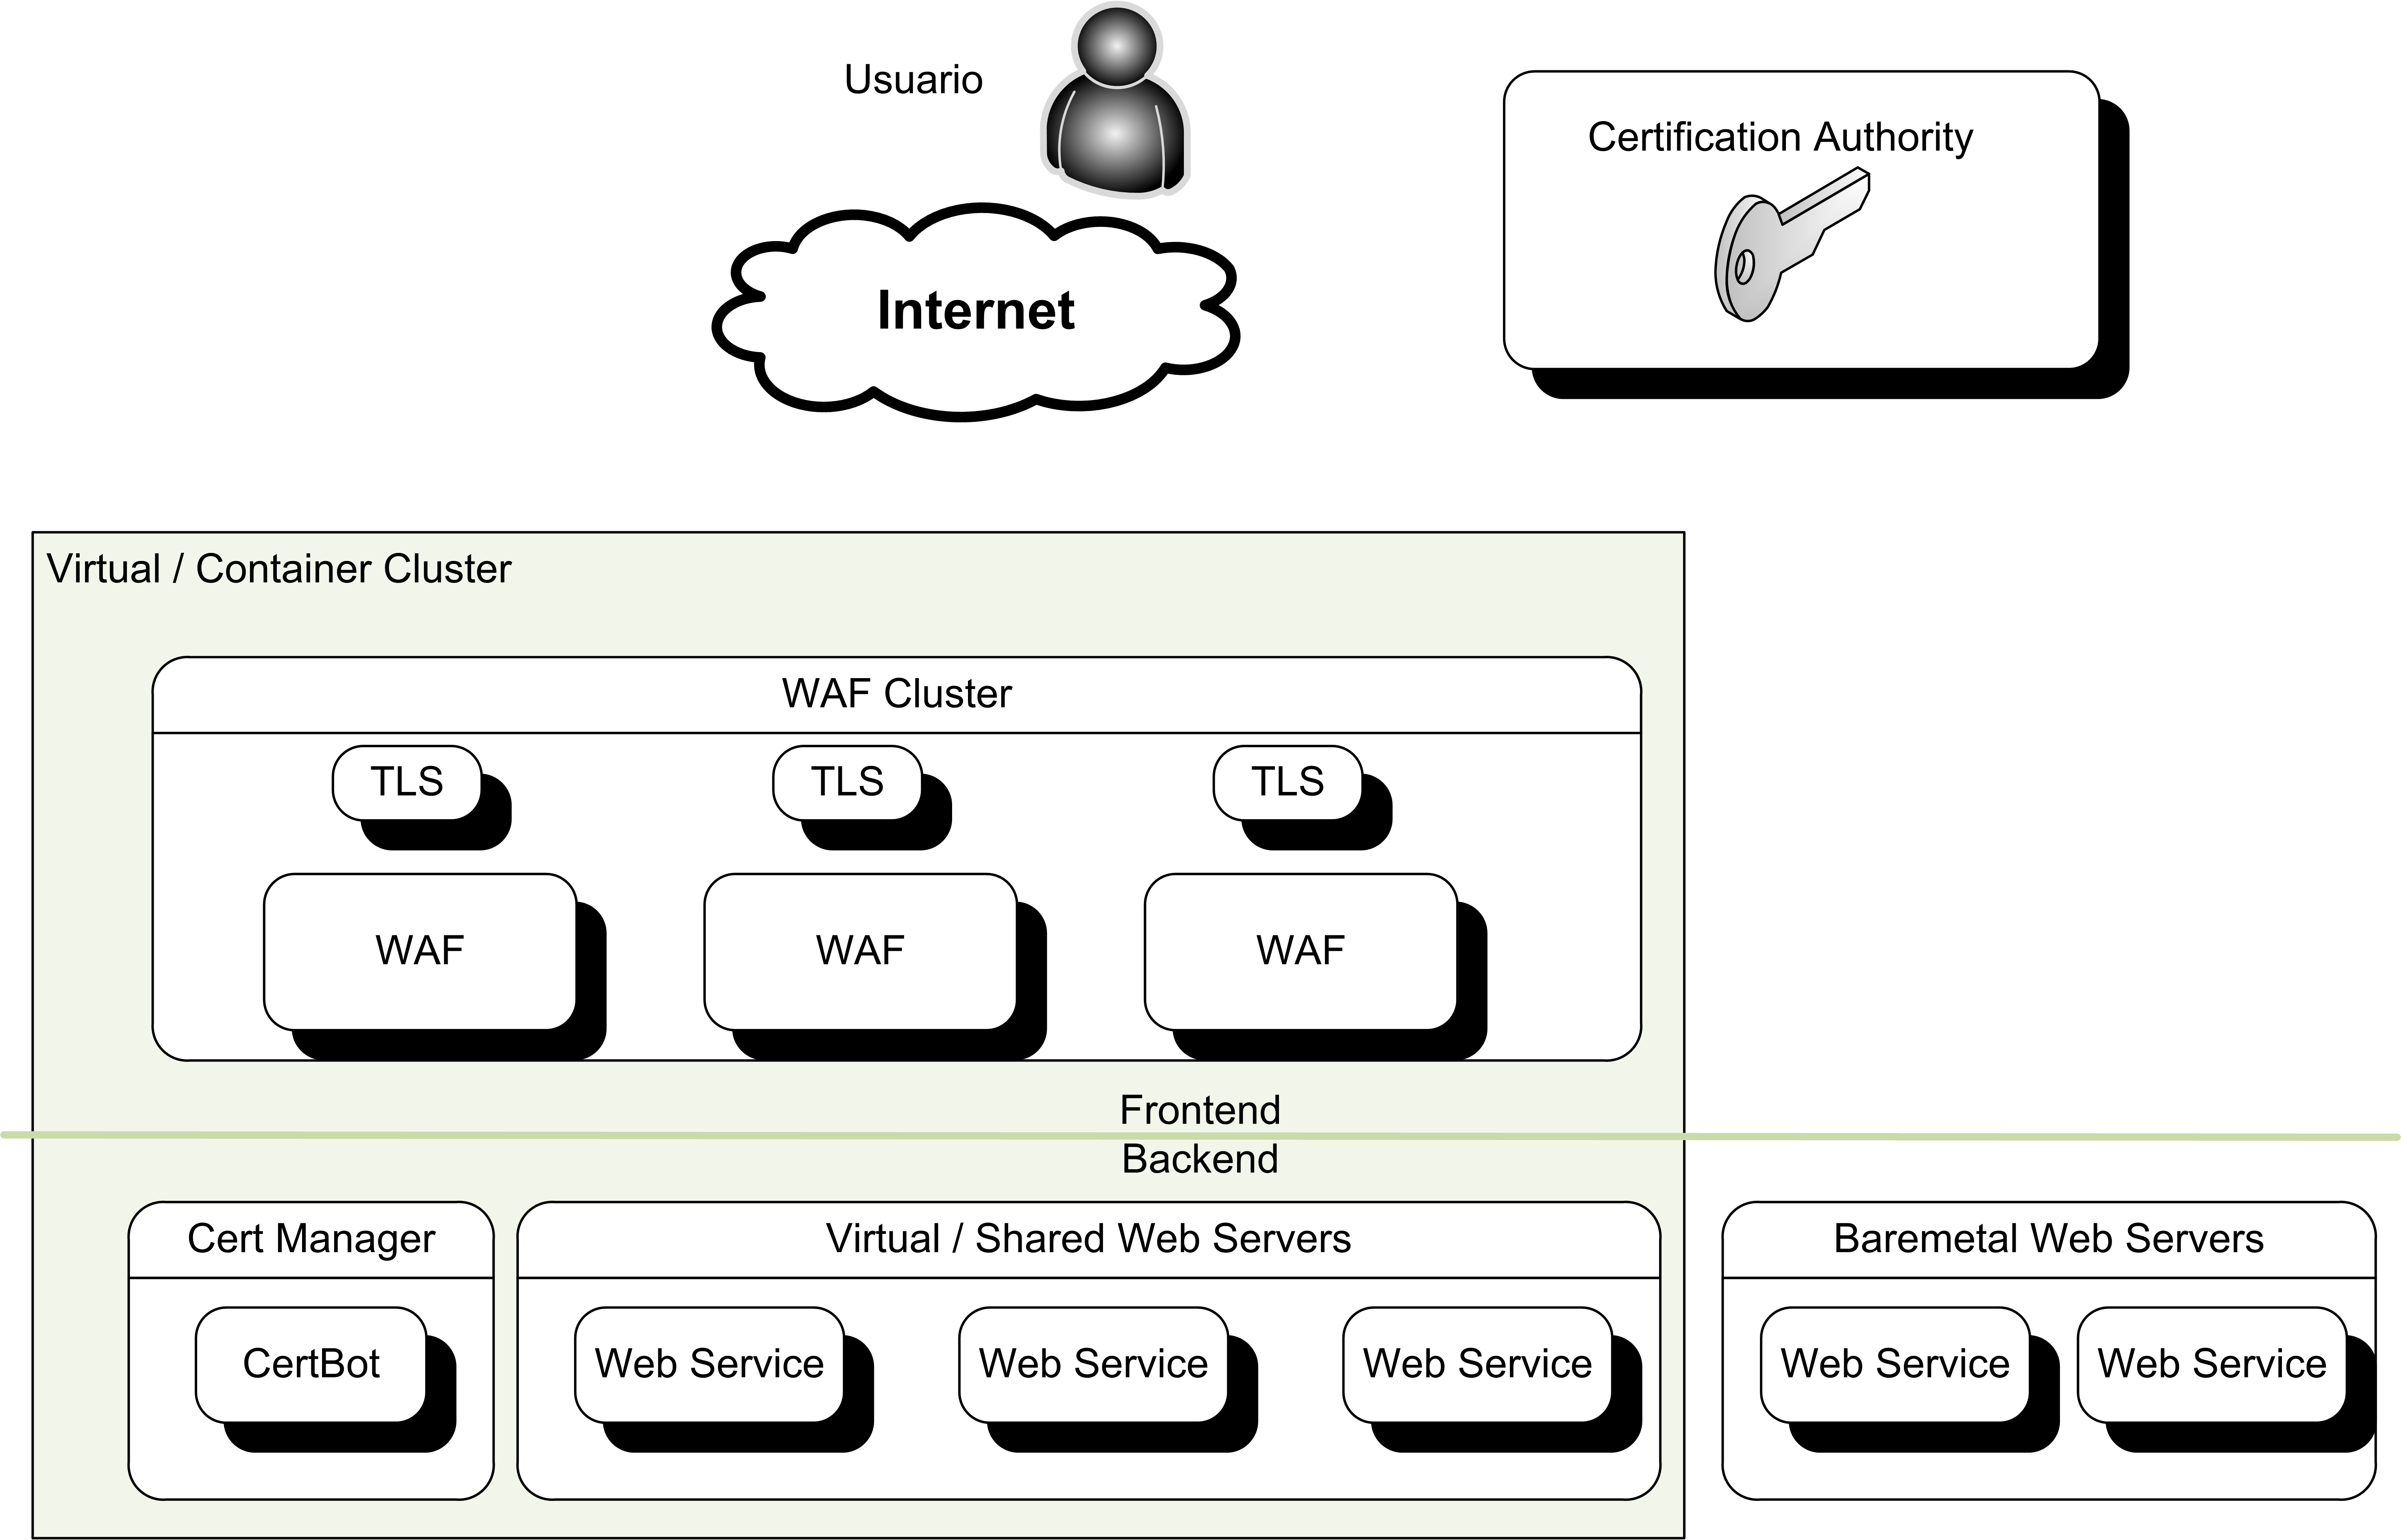 Usuario
Certification Authority
Internet
Virtual / Container Cluster
WAF Cluster
TLS
TLS
TLS
WAF
WAF
WAF
Frontend
Backend
Cert Manager
CertBot
Virtual / Shared Web Servers
Web Service
Web Service
Web Service
Baremetal Web Servers
Web Service
Web Service